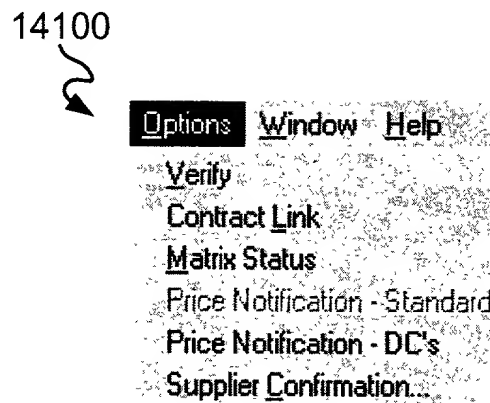 14100
Options Window Help
Verify
Contract Link
Matrix Status
Price Notification - Standard
Price Notification - DC's
Supplier Confirmation...